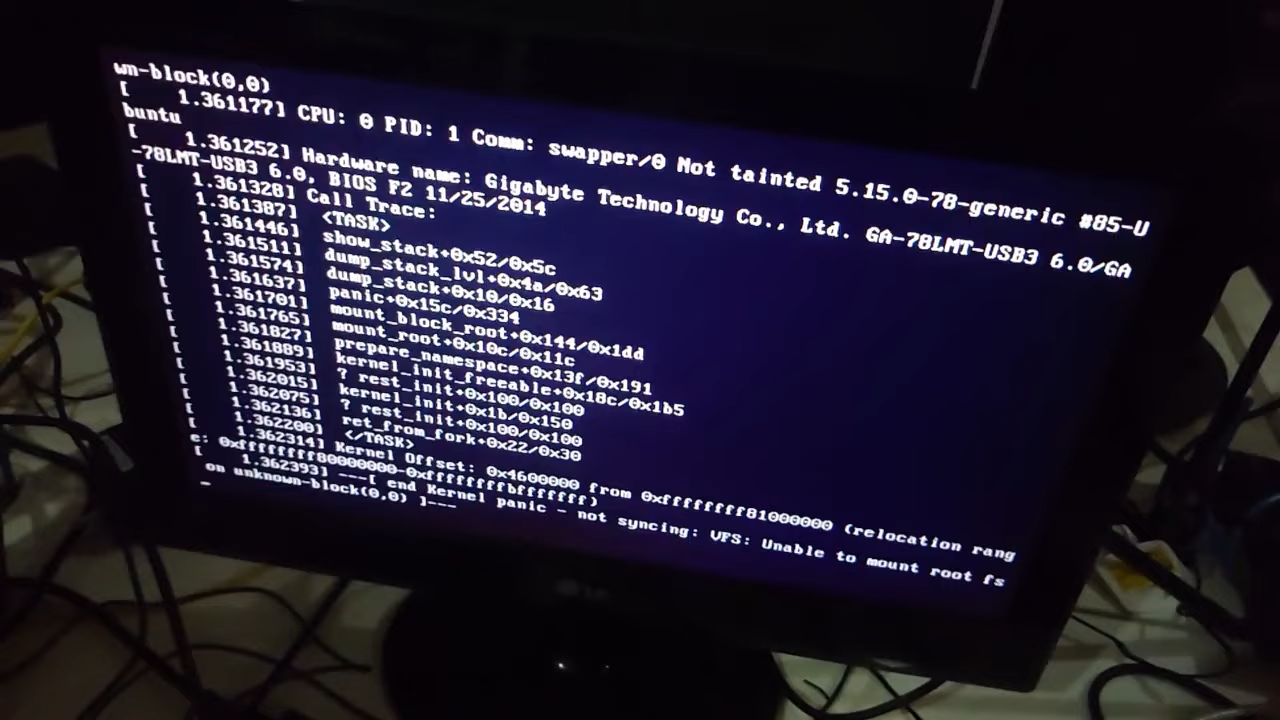 wn-block(0,0)
[    1.361177] CPU: 0 PID: 1 Comm: swapper/0 Not tainted 5.15.0-78-generic #85-U
buntu
[    1.361252] Hardware name: Gigabyte Technology Co., Ltd. GA-78LMT-USB3 6.0/GA
-78LMT-USB3 6.0, BIOS F2 11/25/2014
[    1.361328] Call Trace:
[    1.361387]  <TASK>
[    1.361446]  show_stack+0x52/0x5c
[    1.361511]  dump_stack_lvl+0x4a/0x63
[    1.361574]  dump_stack+0x10/0x16
[    1.361637]  panic+0x15c/0x334
[    1.361701]  mount_block_root+0x144/0x1dd
[    1.361765]  mount_root+0x10c/0x11c
[    1.361827]  prepare_namespace+0x13f/0x191
[    1.361889]  kernel_init_freeable+0x18c/0x1b5
[    1.361953]  ? rest_init+0x100/0x100
[    1.362015]  kernel_init+0x1b/0x150
[    1.362075]  ? rest_init+0x100/0x100
[    1.362136]  ret_from_fork+0x22/0x30
[    1.362200]  </TASK>
[    1.362314] Kernel Offset: 0x4600000 from 0xffffffff81000000 (relocation rang
e: 0xffffffff80000000-0xffffffffbfffffff)
[    1.362393] ---[ end Kernel panic - not syncing: VFS: Unable to mount root fs
 on unknown-block(0,0) ]---
_
LG